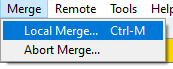 Merge Remote Tools
Local Merge... Ctrl-M
Abort Merge...